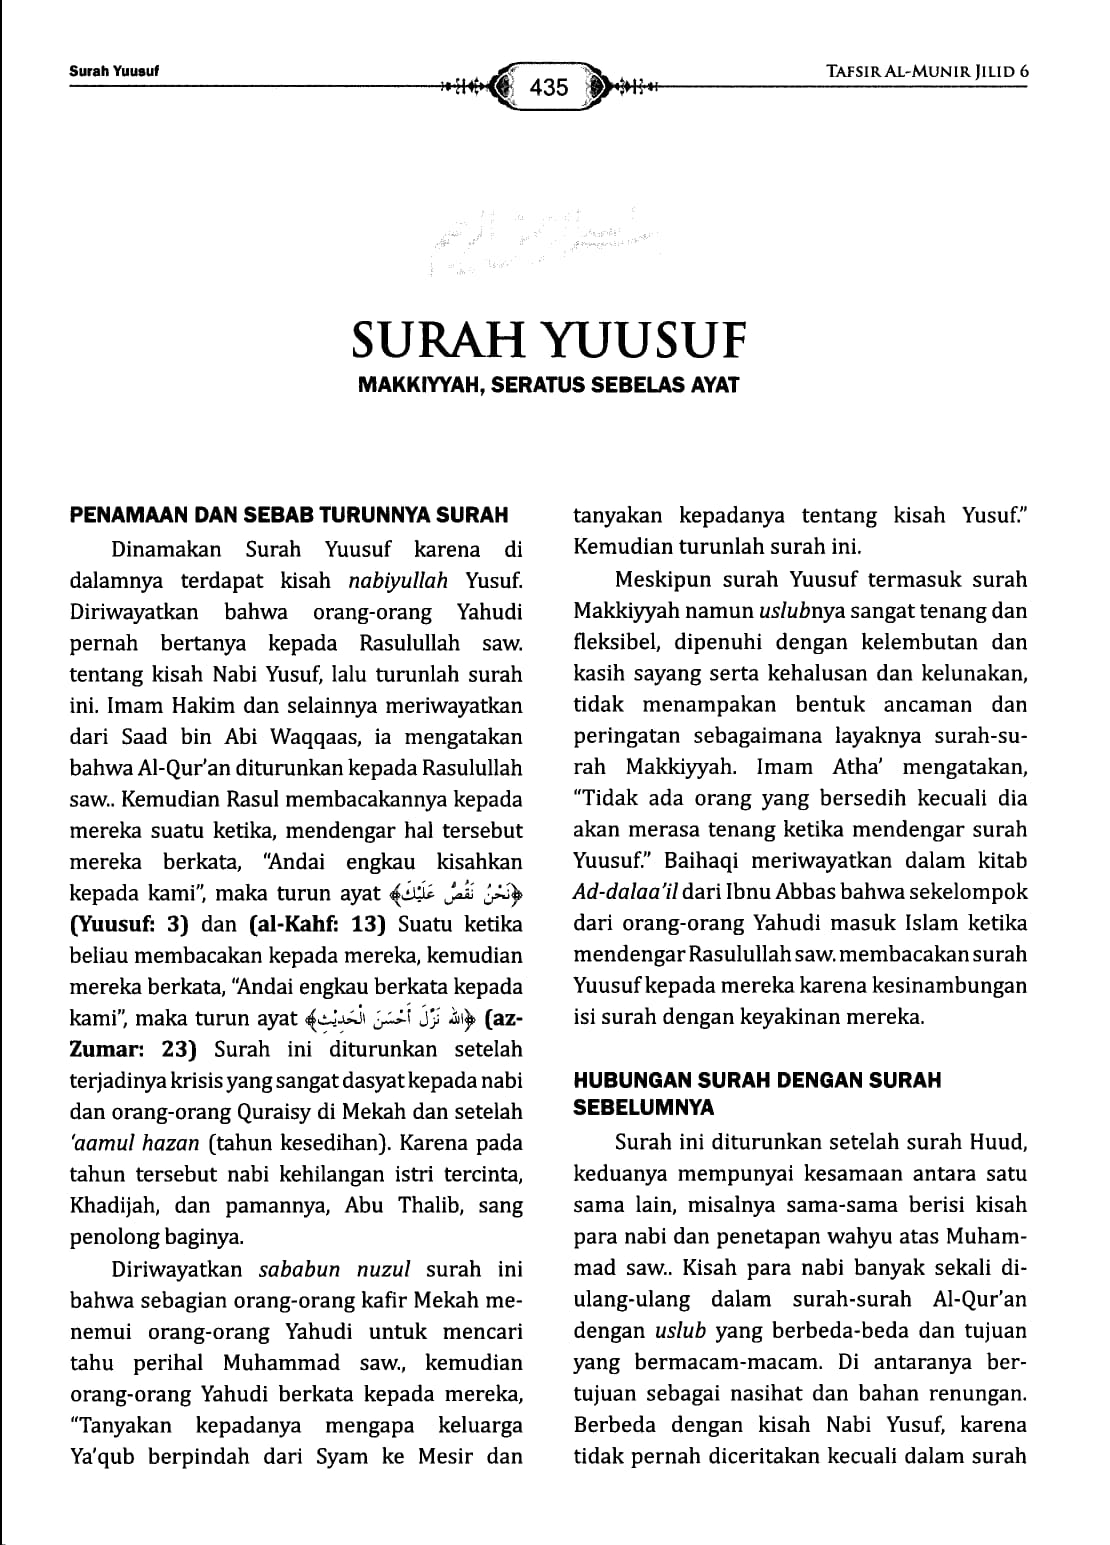 Surah Yuusuf
435
TAFSIR AL-MUNIR JILID 6
SURAH YUUSUF
MAKKIYYAH, SERATUS SEBELAS AYAT
PENAMAAN DAN SEBAB TURUNNYA SURAH
Dinamakan Surah Yuusuf karena di
dalamnya terdapat kisah nabiyullah Yusuf.
Diriwayatkan bahwa orang-orang Yahudi
pernah bertanya kepada Rasulullah saw.
tentang kisah Nabi Yusuf, lalu turunlah surah
ini. Imam Hakim dan selainnya meriwayatkan
dari Saad bin Abi Waqqaas, ia mengatakan
bahwa Al-Qur'an diturunkan kepada Rasulullah
saw.. Kemudian Rasul membacakannya kepada
mereka suatu ketika, mendengar hal tersebut
mereka berkata, “Andai engkau kisahkan
kepada kami”, maka turun ayat ﴿نَحْنُ نَقُصُّ عَلَيْكَ﴾
(Yuusuf: 3) dan (al-Kahf: 13) Suatu ketika
beliau membacakan kepada mereka, kemudian
mereka berkata, “Andai engkau berkata kepada
kami”, maka turun ayat ﴿اللهُ نَزَّلَ أَحْسَنَ الْحَدِيْثِ﴾ (az-
Zumar: 23) Surah ini diturunkan setelah
terjadinya krisis yang sangat dasyat kepada nabi
dan orang-orang Quraisy di Mekah dan setelah
‘aamul hazan (tahun kesedihan). Karena pada
tahun tersebut nabi kehilangan istri tercinta,
Khadijah, dan pamannya, Abu Thalib, sang
penolong baginya.
Diriwayatkan sababun nuzul surah ini
bahwa sebagian orang-orang kafir Mekah me-
nemui orang-orang Yahudi untuk mencari
tahu perihal Muhammad saw., kemudian
orang-orang Yahudi berkata kepada mereka,
“Tanyakan kepadanya mengapa keluarga
Ya'qub berpindah dari Syam ke Mesir dan
tanyakan kepadanya tentang kisah Yusuf.”
Kemudian turunlah surah ini.
Meskipun surah Yuusuf termasuk surah
Makkiyyah namun uslubnya sangat tenang dan
fleksibel, dipenuhi dengan kelembutan dan
kasih sayang serta kehalusan dan kelunakan,
tidak menampakan bentuk ancaman dan
peringatan sebagaimana layaknya surah-su-
rah Makkiyyah. Imam Atha’ mengatakan,
“Tidak ada orang yang bersedih kecuali dia
akan merasa tenang ketika mendengar surah
Yuusuf.” Baihaqi meriwayatkan dalam kitab
Ad-dalaa’il dari Ibnu Abbas bahwa sekelompok
dari orang-orang Yahudi masuk Islam ketika
mendengar Rasulullah saw. membacakan surah
Yuusuf kepada mereka karena kesinambungan
isi surah dengan keyakinan mereka.
HUBUNGAN SURAH DENGAN SURAH
SEBELUMNYA
Surah ini diturunkan setelah surah Huud,
keduanya mempunyai kesamaan antara satu
sama lain, misalnya sama-sama berisi kisah
para nabi dan penetapan wahyu atas Muham-
mad saw.. Kisah para nabi banyak sekali di-
ulang-ulang dalam surah-surah Al-Qur'an
dengan uslub yang berbeda-beda dan tujuan
yang bermacam-macam. Di antaranya ber-
tujuan sebagai nasihat dan bahan renungan.
Berbeda dengan kisah Nabi Yusuf, karena
tidak pernah diceritakan kecuali dalam surah